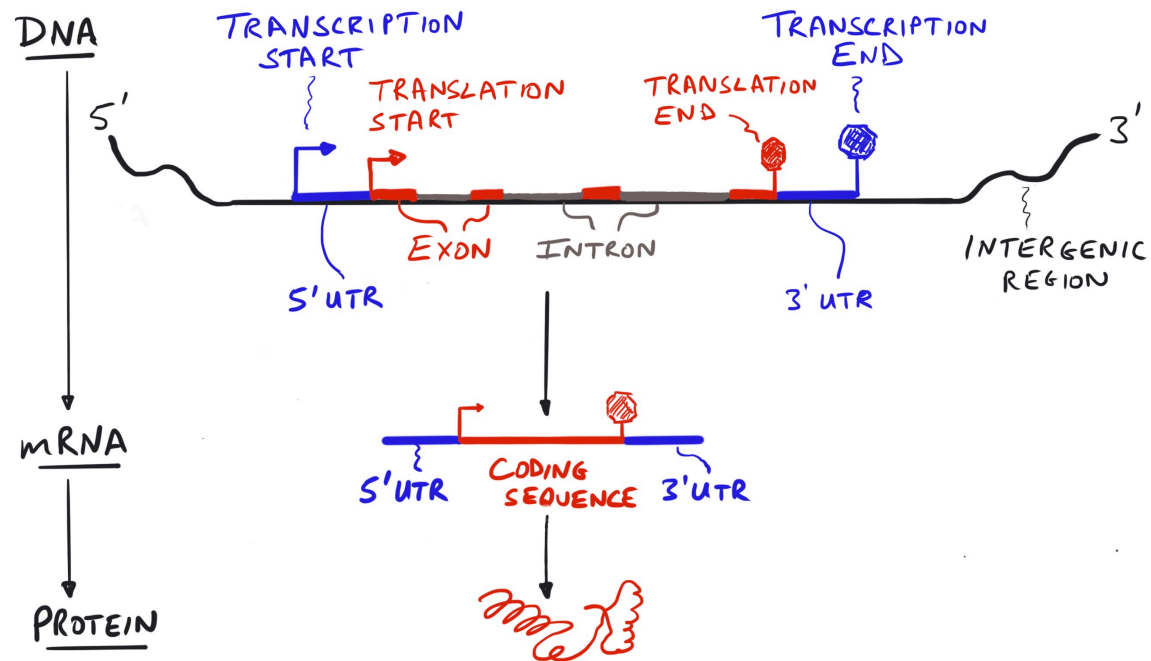 DNA
TRANSCRIPTION
START
TRANSLATION
START
TRANSLATION
END
TRANSCRIPTION
END
5'
3'
EXON
INTRON
INTERGENIC
REGION
5'UTR
3'UTR
mRNA
5'UTR
CODING
SEQUENCE
3'UTR
PROTEIN